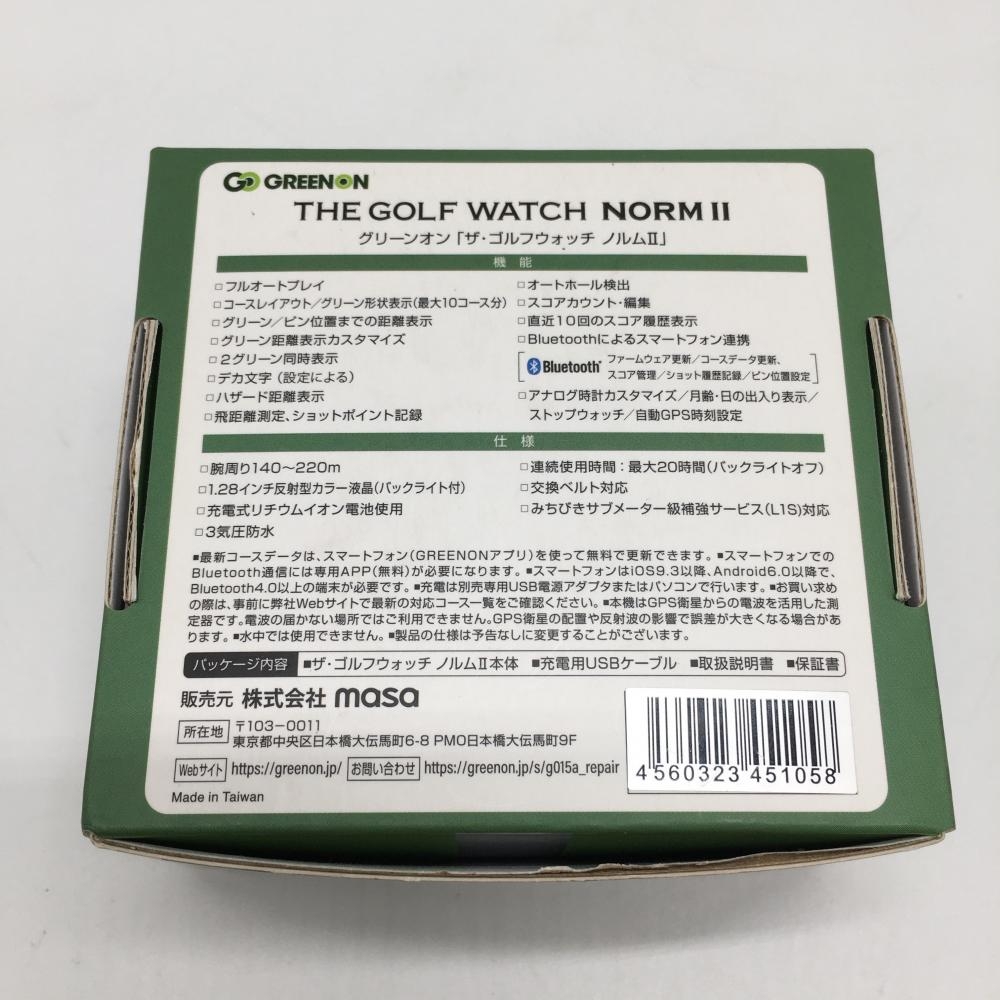 GREENON
THE GOLF WATCH NORM II
グリーンオン「ザ・ゴルフウォッチ ノルムⅡ」
機能
□フルオートプレイ
□コースレイアウト/グリーン形状表示(最大10コース分)
□グリーン/ピン位置までの距離表示
□グリーン距離表示カスタマイズ
□2グリーン同時表示
□デカ文字(設定による)
□ハザード距離表示
□飛距離測定、ショットポイント記録
□オートホール検出
□スコアカウント・編集
□直近10回のスコア履歴表示
□Bluetoothによるスマートフォン連携
Bluetooth® ファームウェア更新/コースデータ更新、
スコア管理/ショット履歴記録/ピン位置設定
□アナログ時計カスタマイズ/月齢・日の出入り表示/
ストップウォッチ/自動GPS時刻設定
仕様
□腕周り140〜220m
□1.28インチ反射型カラー液晶(バックライト付)
□充電式リチウムイオン電池使用
□3気圧防水
□連続使用時間:最大20時間(バックライトオフ)
□交換ベルト対応
□みちびきサブメーター級補強サービス(L1S)対応
■最新コースデータは、スマートフォン(GREENONアプリ)を使って無料で更新できます。■スマートフォンでの
Bluetooth通信には専用APP(無料)が必要になります。■スマートフォンはiOS9.3以降、Android6.0以降で、
Bluetooth4.0以上の端末が必要です。■充電は別売専用USB電源アダプタまたはパソコンで行います。■お買い求め
の際は、事前に弊社Webサイトで最新の対応コース一覧をご確認ください。■本機はGPS衛星からの電波を活用した測
定器です。電波の届かない場所ではご利用できません。GPS衛星の配置や反射波の影響で誤差が大きくなる場合があ
ります。■水中では使用できません。■製品の仕様は予告なしに変更することがございます。
パッケージ内容 ■ザ・ゴルフウォッチ ノルムⅡ本体 ■充電用USBケーブル ■取扱説明書 ■保証書
販売元 株式会社 masa
所在地 〒103-0011
東京都中央区日本橋大伝馬町6-8 PMO日本橋大伝馬町9F
Webサイト https://greenon.jp/ お問い合わせ https://greenon.jp/s/g015a_repair
Made in Taiwan
4 560323 451058